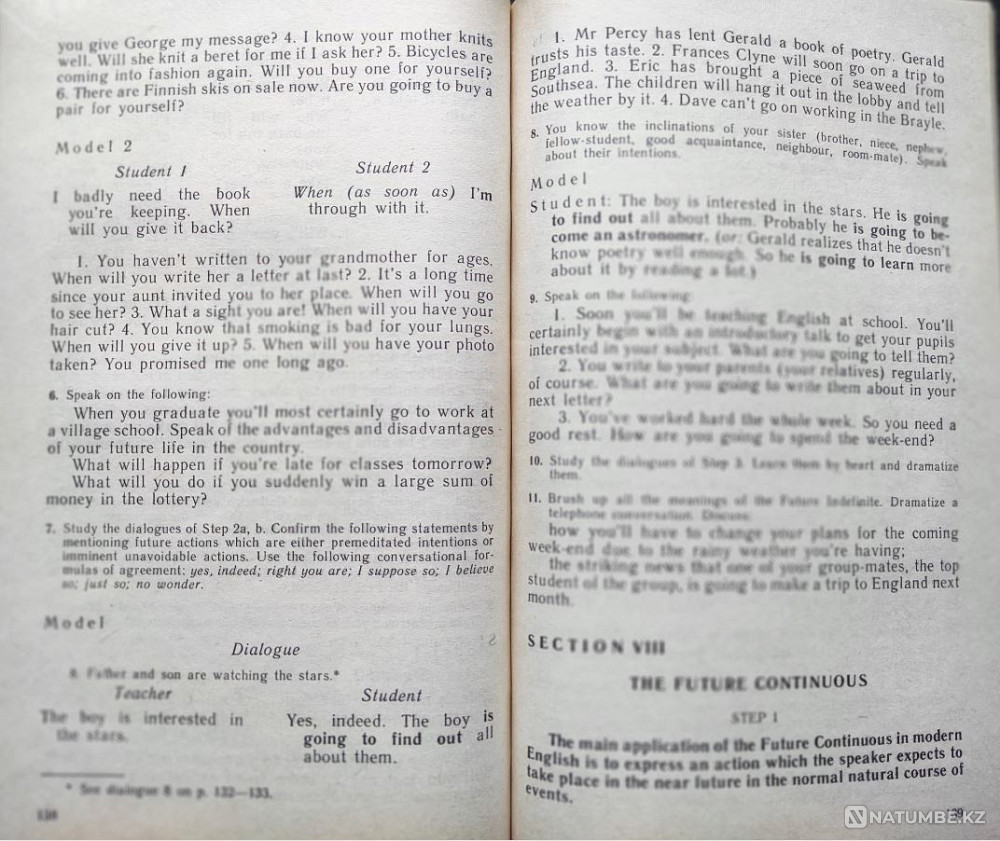 you give George my message? 4. I know your mother knits
well. Will she knit a beret for me if I ask her? 5. Bicycles are
coming into fashion again. Will you buy one for yourself?
6. There are Finnish skis on sale now. Are you going to buy a
pair for yourself?
Model 2
Student 1
Student 2
I badly need the book
you're keeping. When
will you give it back?
When (as soon as) I'm
through with it.
1. You haven't written to your grandmother for ages.
When will you write her a letter at last? 2. It's a long time
since your aunt invited you to her place. When will you go
to see her? 3. What a sight you are! When will you have your
hair cut? 4. You know that smoking is bad for your lungs.
When will you give it up? 5. When will you have your photo
taken? You promised me one long ago.
6. Speak on the following:
When you graduate you'll most certainly go to work at
a village school. Speak of the advantages and disadvantages
of your future life in the country.
What will happen if you're late for classes tomorrow?
What will you do if you suddenly win a large sum of
money in the lottery?
7. Study the dialogues of Step 2a, b. Confirm the following statements by
mentioning future actions which are either premeditated intentions or
imminent unavoidable actions. Use the following conversational for-
mulas of agreement: yes, indeed; right you are; I suppose so; I believe
so; just so; no wonder.
Model
Dialogue
8. Father and son are watching the stars.*
Teacher
Student
The boy is interested in
the stars.
Yes, indeed. The boy is
going to find out all
about them.
* See dialogue 8 on p. 132—133.
1. Mr Percy has lent Gerald a book of poetry. Gerald
trusts his taste. 2. Frances Clyne will soon go on a trip to
England. 3. Eric has brought a piece of seaweed from
Southsea. The children will hang it out in the lobby and tell
the weather by it. 4. Dave can't go on working in the Brayle.
8. You know the inclinations of your sister (brother, niece, nephew,
fellow-student, good acquaintance, neighbour, room-mate). Speak
about their intentions.
Model
Student: The boy is interested in the stars. He is going
to find out all about them. Probably he is going to be-
come an astronomer. (or: Gerald realizes that he doesn't
know poetry well enough. So he is going to learn more
about it by reading a lot.)
9. Speak on the following:
1. Soon you'll be teaching English at school. You'll
certainly begin with an introductory talk to get your pupils
interested in your subject. What are you going to tell them?
2. You write to your parents (your relatives) regularly,
of course. What are you going to write them about in your
next letter?
3. You've worked hard the whole week. So you need a
good rest. How are you going to spend the week-end?
10. Study the dialogues of Step 3. Learn them by heart and dramatize
them.
11. Brush up all the meanings of the Future Indefinite. Dramatize a
telephone conversation. Discuss:
how you'll have to change your plans for the coming
week-end due to the rainy weather you're having;
the striking news that one of your group-mates, the top
student of the group, is going to make a trip to England next
month.
SECTION VIII
THE FUTURE CONTINUOUS
STEP 1
The main application of the Future Continuous in modern
English is to express an action which the speaker expects to
take place in the near future in the normal natural course of
events.
NATUMBE.KZ